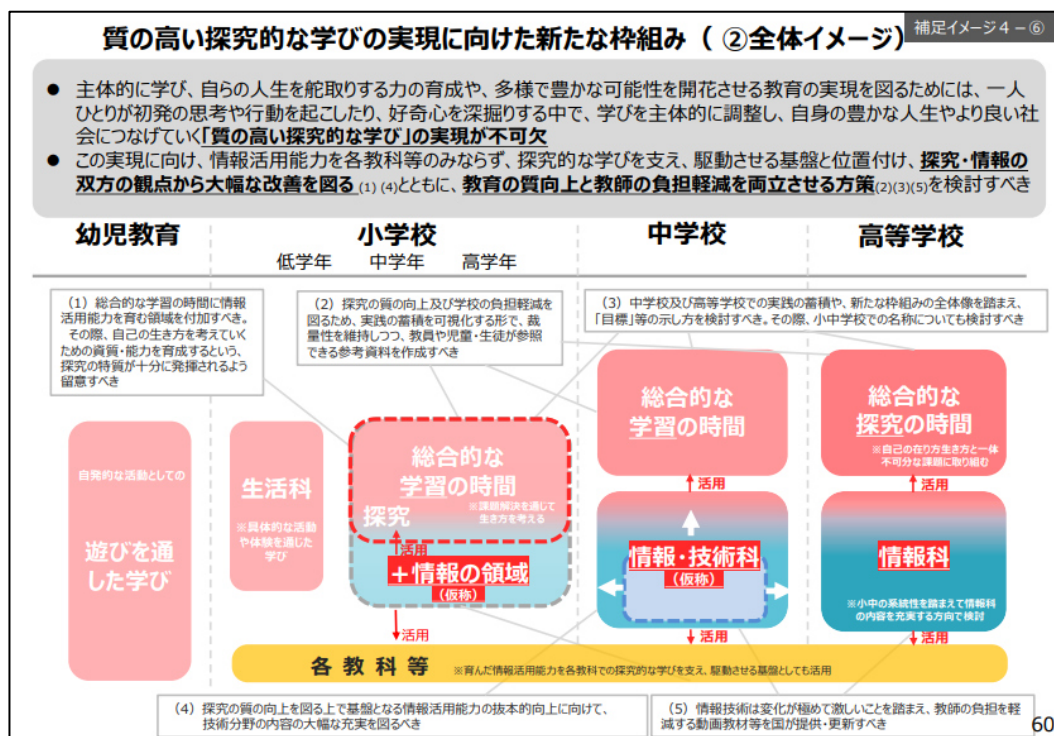 補足イメージ4-⑥
質の高い探究的な学びの実現に向けた新たな枠組み（ ②全体イメージ）
● 主体的に学び、自らの人生を舵取りする力の育成や、多様で豊かな可能性を開花させる教育の実現を図るためには、一人
ひとりが初発の思考や行動を起こしたり、好奇心を深掘りする中で、学びを主体的に調整し、自身の豊かな人生やより良い社
会につなげていく「質の高い探究的な学び」の実現が不可欠
● この実現に向け、情報活用能力を各教科等のみならず、探究的な学びを支え、駆動させる基盤と位置付け、探究・情報の
双方の観点から大幅な改善を図る(1) (4)とともに、教育の質向上と教師の負担軽減を両立させる方策(2)(3)(5)を検討すべき
幼児教育 小学校 中学校 高等学校
低学年 中学年 高学年
（1）総合的な学習の時間に情報
活用能力を育む領域を付加すべき。
その際、自己の生き方を考えていく
ための資質・能力を育成するという、
探究の特質が十分に発揮されるよう
留意すべき
（2）探究の質の向上及び学校の負担軽減を
図るため、実践の蓄積を可視化する形で、裁
量性を維持しつつ、教員や児童・生徒が参照
できる参考資料を作成すべき
（3）中学校及び高等学校での実践の蓄積や、新たな枠組みの全体像を踏まえ、
「目標」等の示し方を検討すべき。その際、小中学校での名称についても検討すべき
自発的な活動としての
遊びを通
した学び
生活科
※具体的な活動
や体験を通じた
学び
総合的な
学習の時間
探究
※課題解決を通じて
生き方を考える
活用
＋情報の領域
（仮称）
活用
総合的な
学習の時間
活用
情報・技術科
（仮称）
活用
総合的な
探究の時間
※自己の在り方生き方と一体
不可分な課題に取り組む
活用
情報科
※小中の系統性を踏まえて情報科
の内容を充実する方向で検討
活用
各教科等 ※育んだ情報活用能力を各教科での探究的な学びを支え、駆動させる基盤としても活用
（4）探究の質の向上を図る上で基盤となる情報活用能力の抜本的向上に向けて、
技術分野の内容の大幅な充実を図るべき
（5）情報技術は変化が極めて激しいことを踏まえ、教師の負担を軽
減する動画教材等を国が提供・更新すべき
60